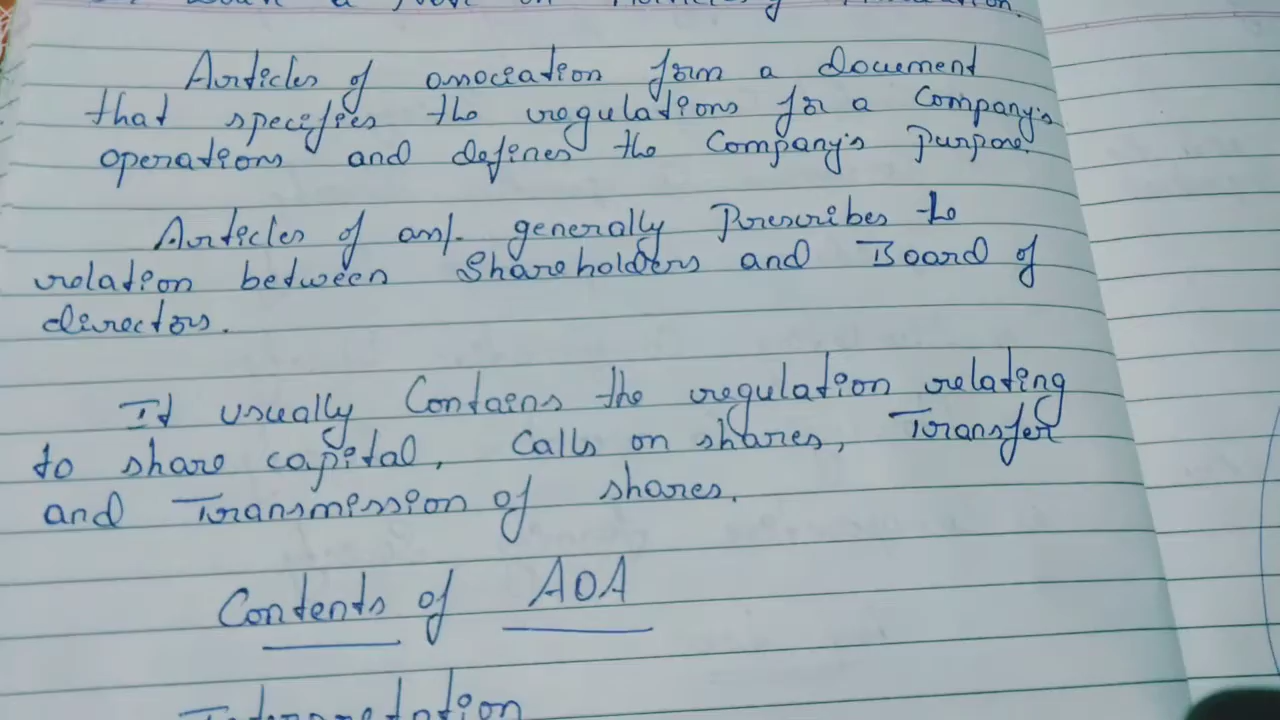 Articles of association form a document
that specifies the regulations for a Company's
operations and defines the Company's purpose
Articles of ass/. generally Prescribes to
relation between Shareholders and Board of
directors.
It usually Contains the regulation relating
to share capital, Calls on shares, Transfer
and Transmission of shares.
Contents of AOA